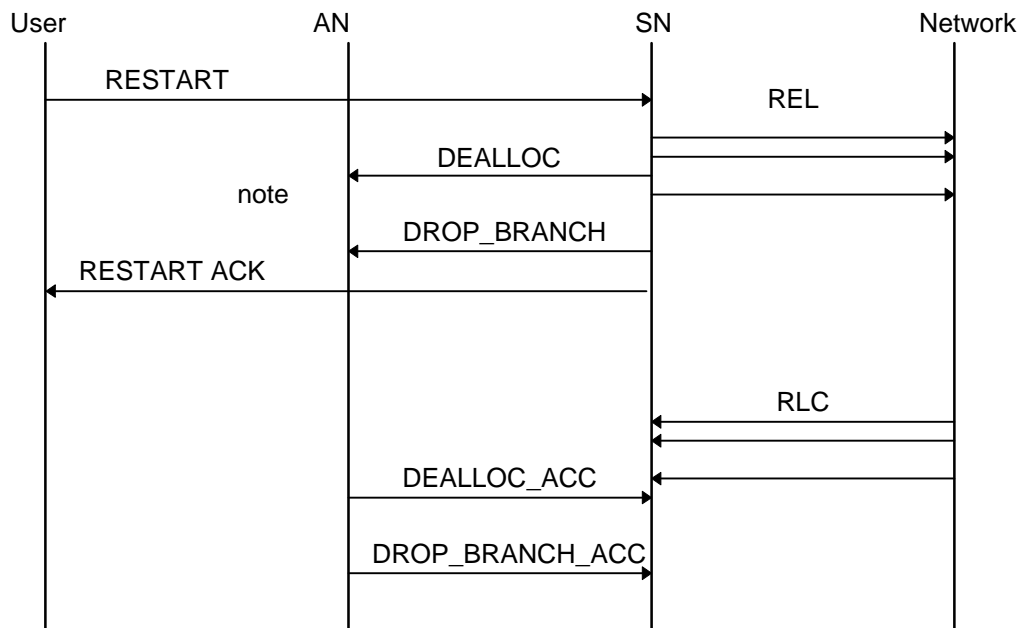 User AN SN Network
RESTART
REL
DEALLOC
note
DROP_BRANCH
RESTART ACK
RLC
DEALLOC_ACC
DROP_BRANCH_ACC